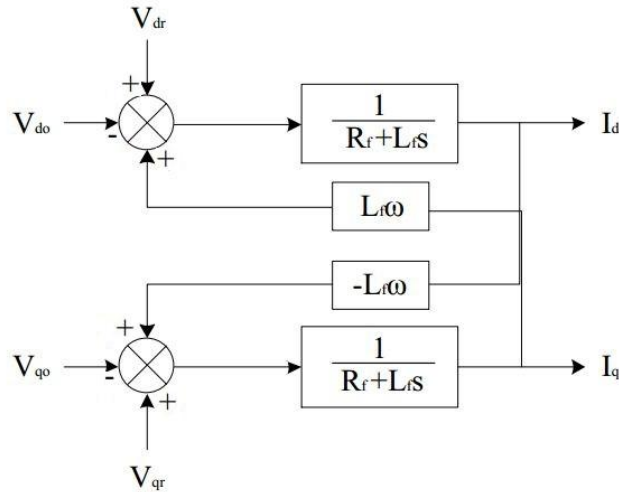 V_dr
+
V_do
-
+
1
R_f+L_fs
I_d
L_fω
-L_fω
+
V_qo
-
+
1
R_f+L_fs
I_q
V_qr